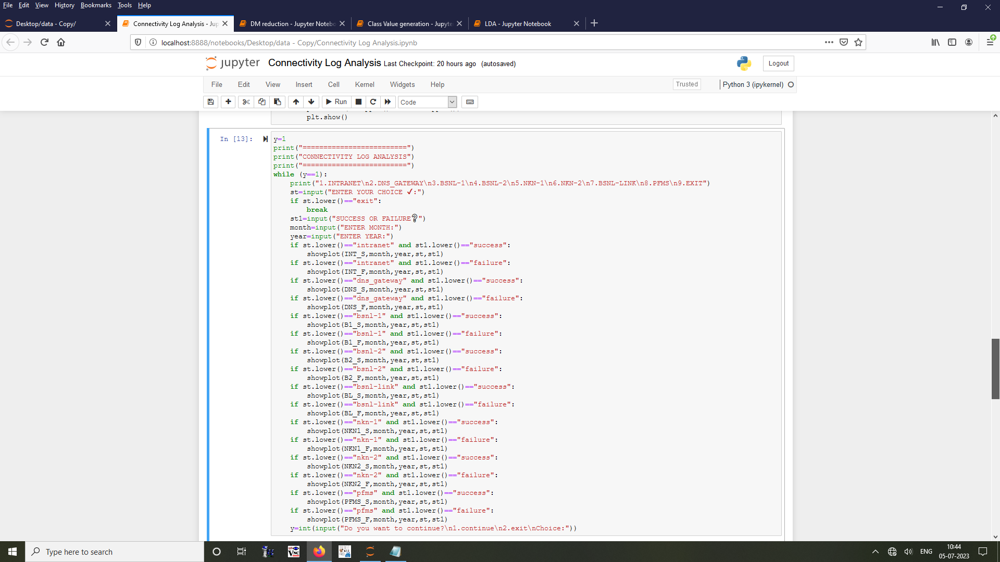 File Edit View History Bookmarks Tools Help
Desktop/data - Copy/
Connectivity Log Analysis - Jup
DM reduction - Jupyter Notebo
Class Value generation - Jupyte
LDA - Jupyter Notebook
localhost:8888/notebooks/Desktop/data - Copy/Connectivity Log Analysis.ipynb
jupyter Connectivity Log Analysis Last Checkpoint: 20 hours ago (autosaved)
Logout
File Edit View Insert Cell Kernel Widgets Help
Trusted
Python 3 (ipykernel)
Run
Code
plt.show()
In [13]:
y=1
print("=========================")
print("CONNECTIVITY LOG ANALYSIS")
print("=========================")
while (y==1):
    print("1.INTRANET\n2.DNS_GATEWAY\n3.BSNL-1\n4.BSNL-2\n5.NKN-1\n6.NKN-2\n7.BSNL-LINK\n8.PFMS\n9.EXIT")
    st=input("ENTER YOUR CHOICE ✓:")
    if st.lower()=="exit":
        break
    st1=input("SUCCESS OR FAILURE❔")
    month=input("ENTER MONTH:")
    year=input("ENTER YEAR:")
    if st.lower()=="intranet" and st1.lower()=="success":
        showplot(INT_S,month,year,st,st1)
    if st.lower()=="intranet" and st1.lower()=="failure":
        showplot(INT_F,month,year,st,st1)
    if st.lower()=="dns_gateway" and st1.lower()=="success":
        showplot(DNS_S,month,year,st,st1)
    if st.lower()=="dns_gateway" and st1.lower()=="failure":
        showplot(DNS_F,month,year,st,st1)
    if st.lower()=="bsnl-1" and st1.lower()=="success":
        showplot(B1_S,month,year,st,st1)
    if st.lower()=="bsnl-1" and st1.lower()=="failure":
        showplot(B1_F,month,year,st,st1)
    if st.lower()=="bsnl-2" and st1.lower()=="success":
        showplot(B2_S,month,year,st,st1)
    if st.lower()=="bsnl-2" and st1.lower()=="failure":
        showplot(B2_F,month,year,st,st1)
    if st.lower()=="bsnl-link" and st1.lower()=="success":
        showplot(BL_S,month,year,st,st1)
    if st.lower()=="bsnl-link" and st1.lower()=="failure":
        showplot(BL_F,month,year,st,st1)
    if st.lower()=="nkn-1" and st1.lower()=="success":
        showplot(NKN1_S,month,year,st,st1)
    if st.lower()=="nkn-1" and st1.lower()=="failure":
        showplot(NKN1_F,month,year,st,st1)
    if st.lower()=="nkn-2" and st1.lower()=="success":
        showplot(NKN2_S,month,year,st,st1)
    if st.lower()=="nkn-2" and st1.lower()=="failure":
        showplot(NKN2_F,month,year,st,st1)
    if st.lower()=="pfms" and st1.lower()=="success":
        showplot(PFMS_S,month,year,st,st1)
    if st.lower()=="pfms" and st1.lower()=="failure":
        showplot(PFMS_F,month,year,st,st1)
    y=int(input("Do you want to continue?\n1.continue\n2.exit\nChoice:"))
Type here to search
ENG
10:44
05-07-2023